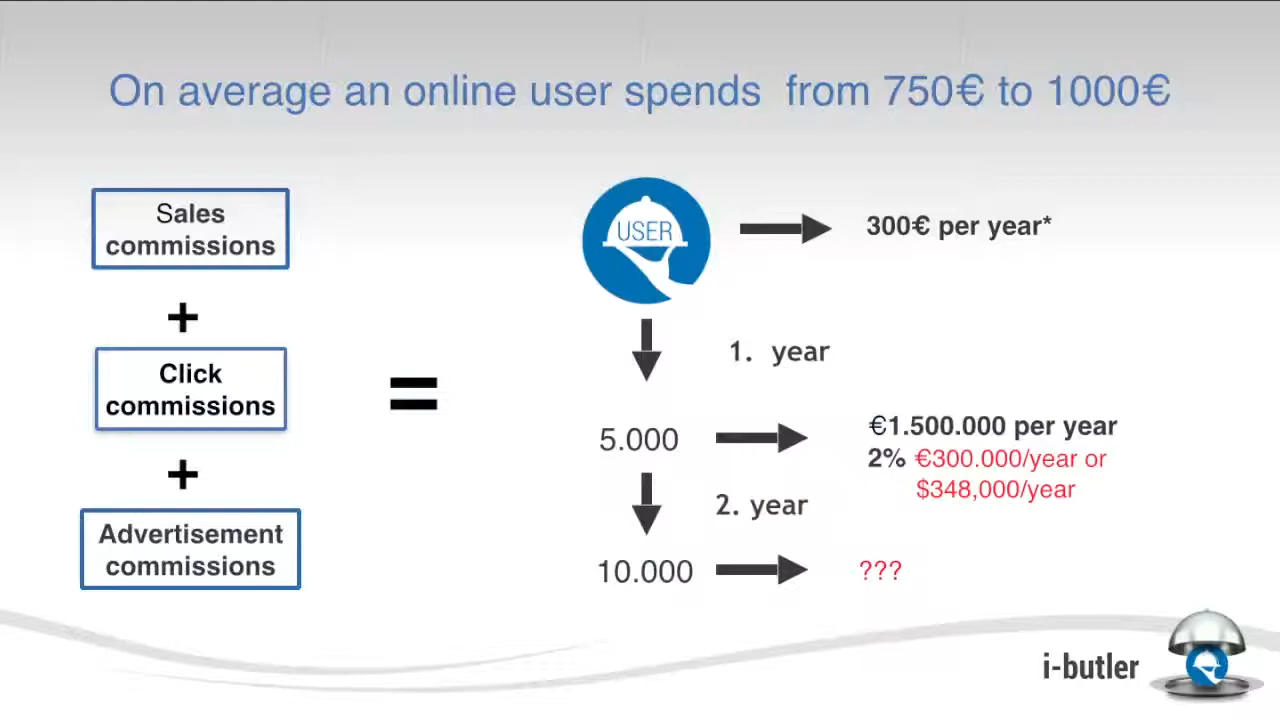 On average an online user spends from 750€ to 1000€
Sales
commissions
+
Click
commissions
+
Advertisement
commissions
=
USER
300€ per year*
1. year
5.000
€1.500.000 per year
2% €300.000/year or
$348,000/year
2. year
10.000
???
i-butler